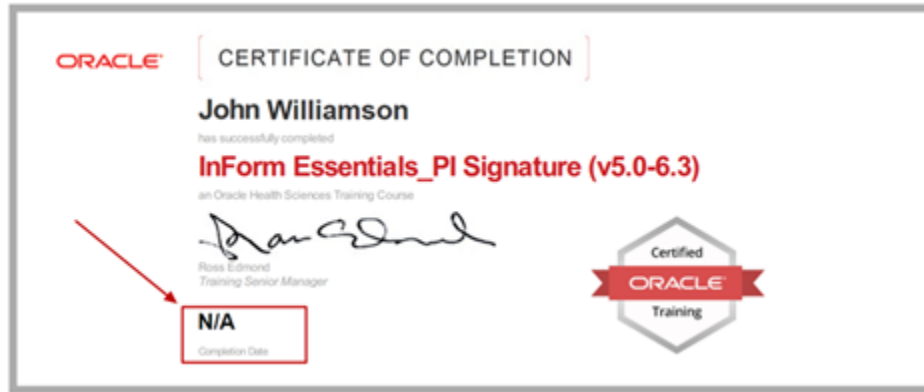 ORACLE
CERTIFICATE OF COMPLETION
John Williamson
has successfully completed
InForm Essentials_PI Signature (v5.0-6.3)
an Oracle Health Sciences Training Course
Ross Edmond
Training Senior Manager
N/A
Completion Date
Certified
ORACLE
Training